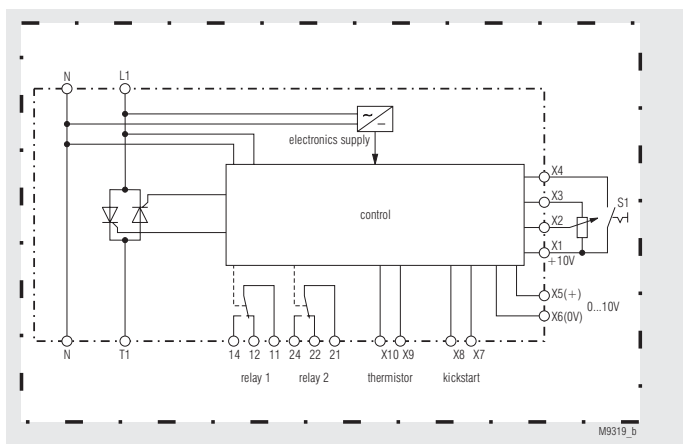 N L1
~
–
electronics supply
control
X4
X3
S1
X2
X1
+10V
X5(+)
0...10V
X6(0V)
N T1 14 12 11 24 22 21 X10 X9 X8 X7
relay 1 relay 2 thermistor kickstart
M9319_b